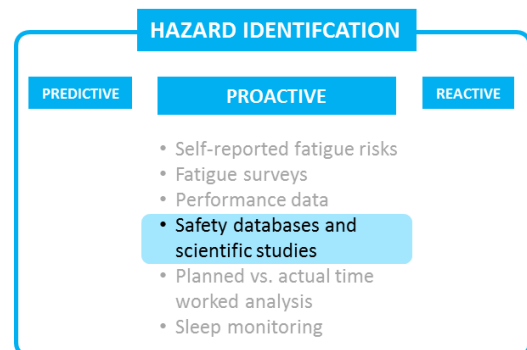 HAZARD IDENTIFCATION
PREDICTIVE
PROACTIVE
REACTIVE
• Self-reported fatigue risks
• Fatigue surveys
• Performance data
• Safety databases and
scientific studies
• Planned vs. actual time
worked analysis
• Sleep monitoring